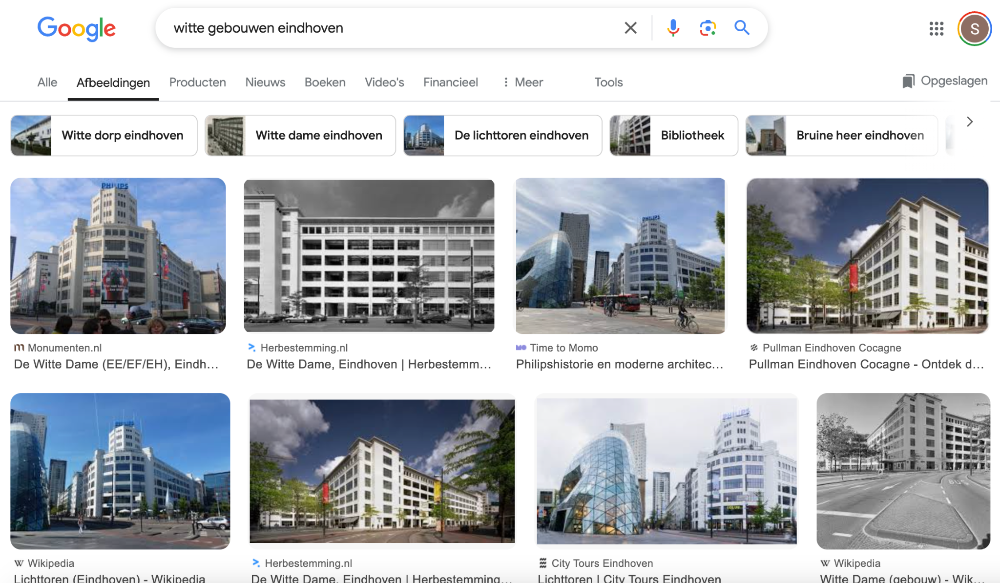 Google
witte gebouwen eindhoven
S
Alle
Afbeeldingen
Producten
Nieuws
Boeken
Video's
Financieel
Meer
Tools
Opgeslagen
Witte dorp eindhoven
Witte dame eindhoven
De lichttoren eindhoven
Bibliotheek
Bruine heer eindhoven
PHILIPS
PHILIPS
Monumenten.nl
De Witte Dame (EE/EF/EH), Eindh...
Herbestemming.nl
De Witte Dame, Eindhoven | Herbestemm...
Time to Momo
Philipshistorie en moderne architec...
Pullman Eindhoven Cocagne
Pullman Eindhoven Cocagne - Ontdek d...
PHILIPS
PHILIPS
BUS
Wikipedia
Lichttoren (Eindhoven) - Wikipedia
Herbestemming.nl
De Witte Dame, Eindhoven | Herbestemming...
City Tours Eindhoven
Lichttoren | City Tours Eindhoven
Wikipedia
Witte Dame (gebouw) - Wik...